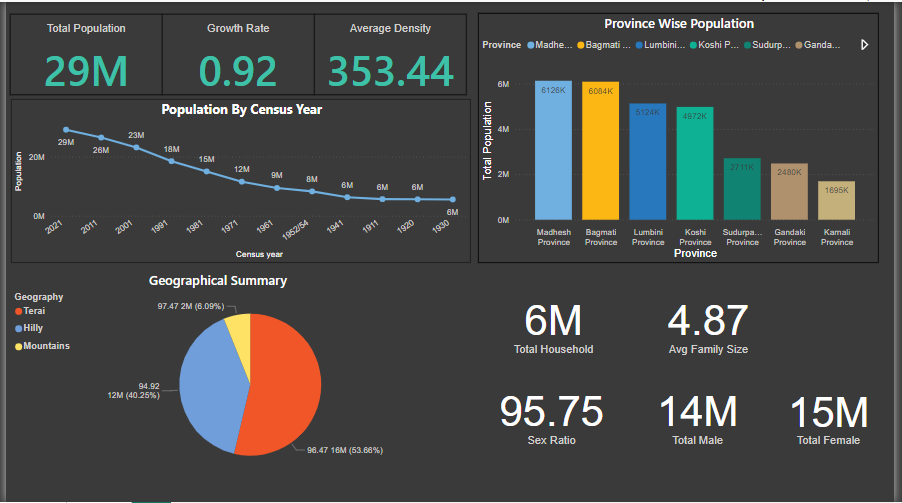 Total Population
29M
Growth Rate
0.92
Average Density
353.44
Population By Census Year
Population
20M
0M
29M
26M
23M
18M
15M
12M
9M
8M
6M
6M
6M
6M
2021
2011
2001
1991
1981
1971
1961
1952/54
1941
1911
1920
1930
Census year
Province Wise Population
Province
Madhe...
Bagmati ...
Lumbini...
Koshi P...
Sudurp...
Ganda...
Total Population
6M
4M
2M
0M
6126K
6084K
5124K
4972K
2711K
2480K
1695K
Madhesh
Province
Bagmati
Province
Lumbini
Province
Koshi
Province
Sudurpa...
Province
Gandaki
Province
Karnali
Province
Province
Geographical Summary
Geography
Terai
Hilly
Mountains
97.47 2M (6.09%)
94.92
12M (40.25%)
96.47 16M (53.66%)
6M
Total Household
4.87
Avg Family Size
95.75
Sex Ratio
14M
Total Male
15M
Total Female